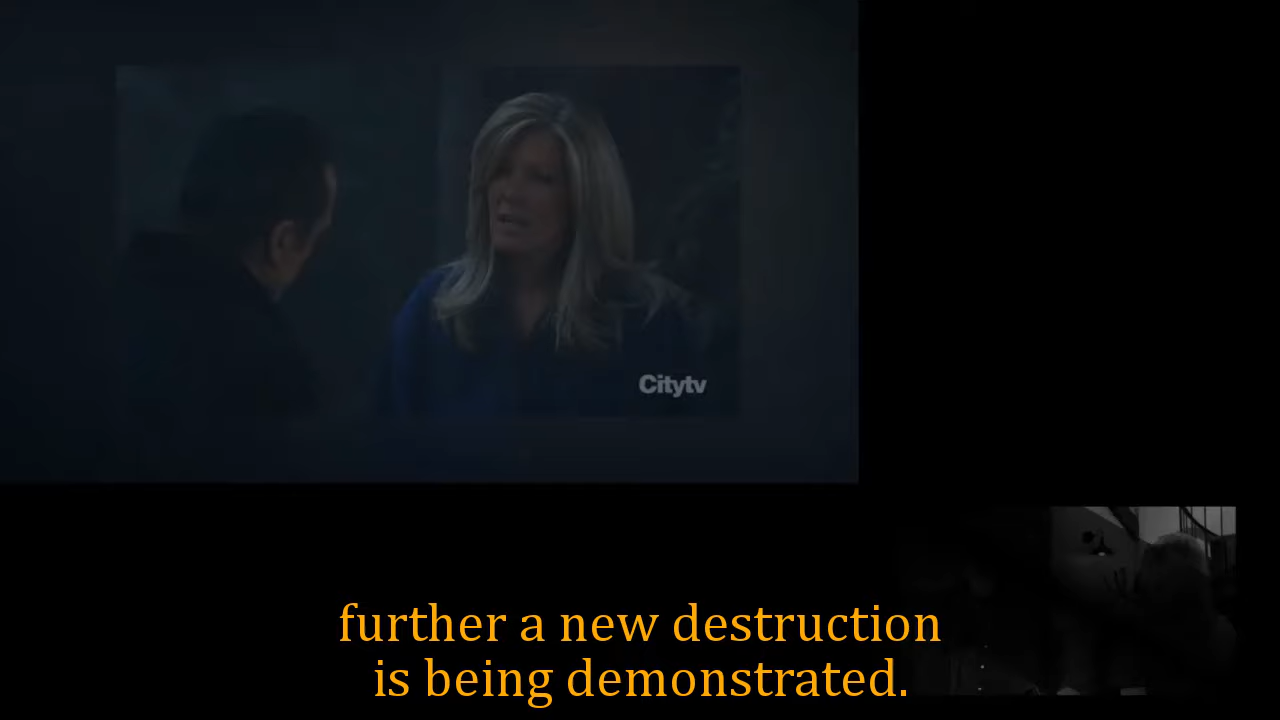 Citytv
further a new destruction
is being demonstrated.